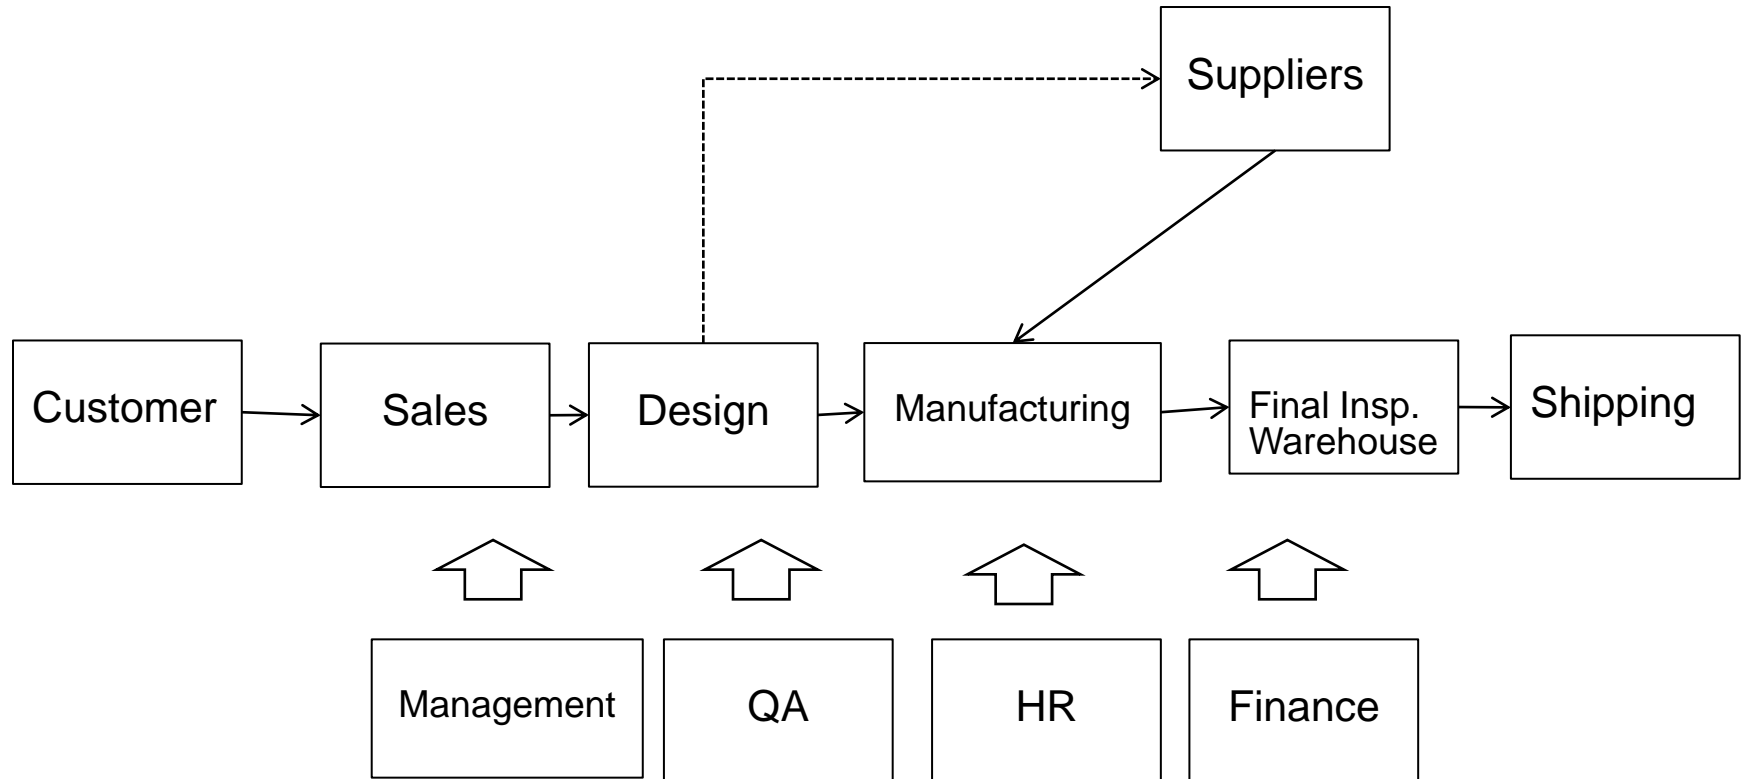 Suppliers
Customer
Sales
Design
Manufacturing
Final Insp.
Warehouse
Shipping
Management
QA
HR
Finance